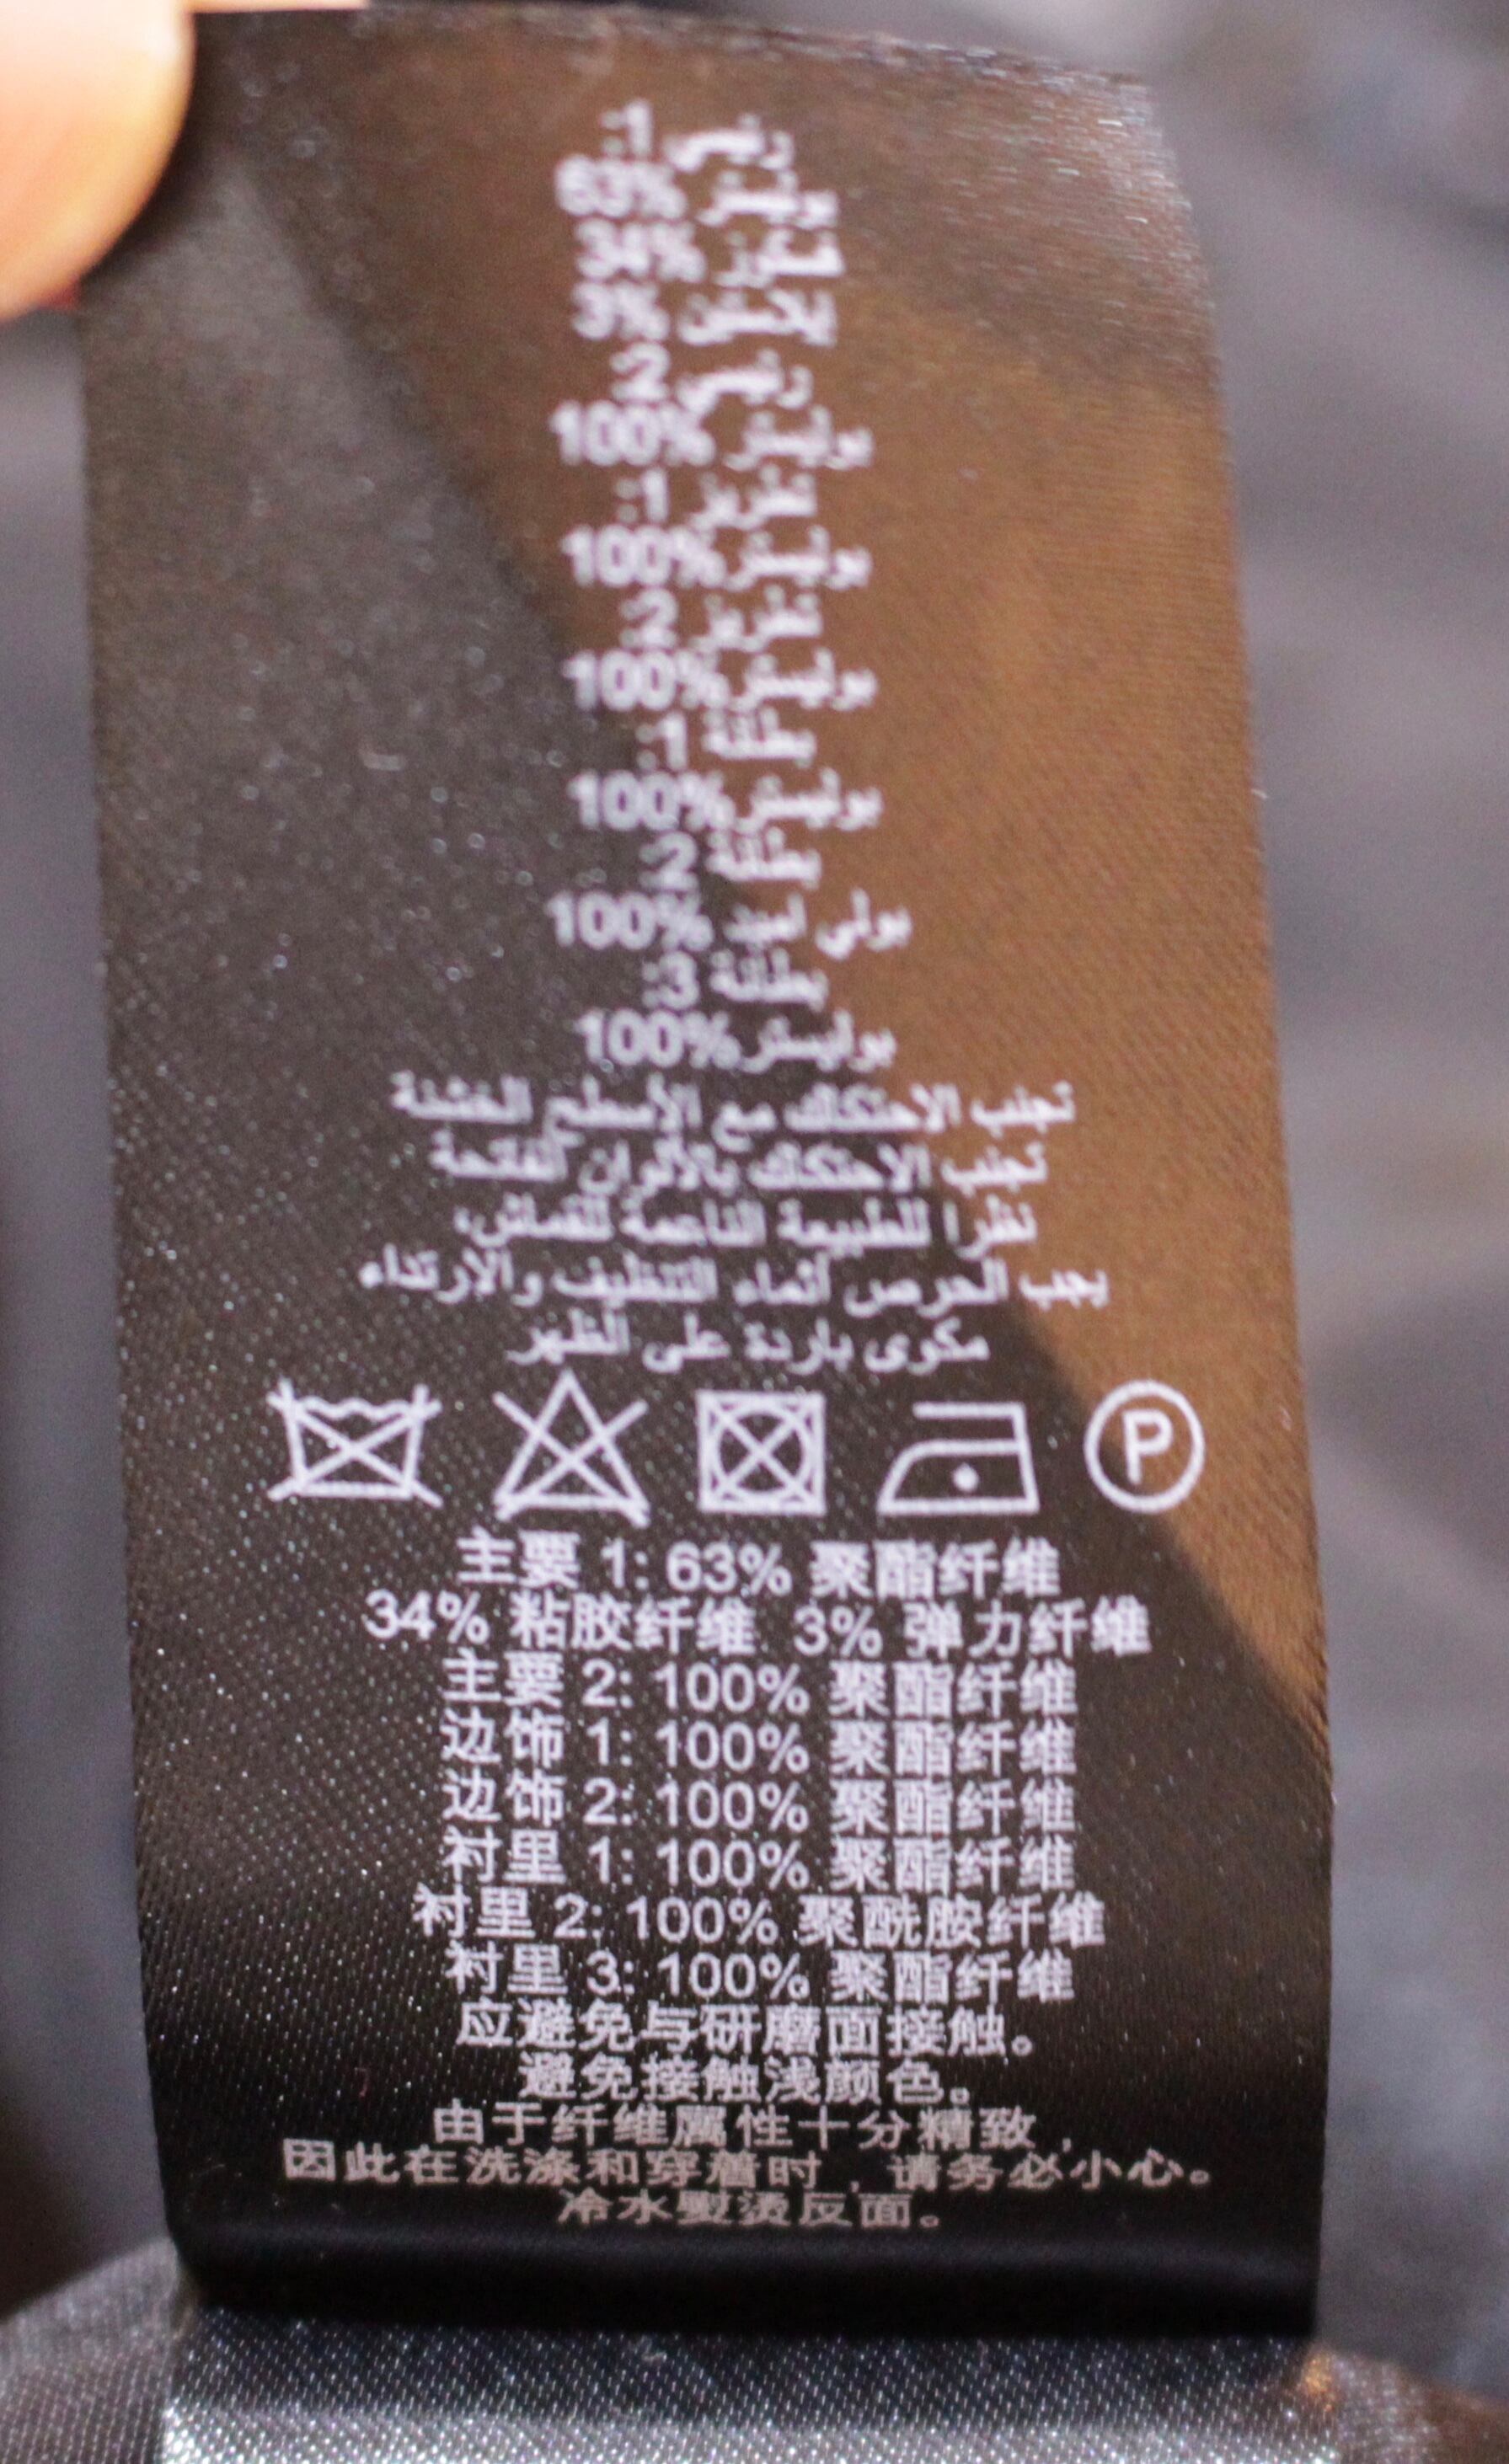 رئيسي 1:
63% بوليستر
34% فسكوز
3% إيلاستين
رئيسي 2:
100% بوليستر
تطريز 1:
100% بوليستر
تطريز 2:
100% بوليستر
بطانة 1:
100% بوليستر
بطانة 2:
100% بولي اميد
بطانة 3:
100% بوليستر
تجنب الاحتكاك مع الأسطح الخشنة
تجنب الاحتكاك بالألوان الفاتحة
نظرا للطبيعة الناعمة للقماش،
يجب الحرص أثناء التنظيف والارتداء
مكوى باردة على الظهر
P
主要 1: 63% 聚酯纤维
34% 粘胶纤维 3% 弹力纤维
主要 2: 100% 聚酯纤维
边饰 1: 100% 聚酯纤维
边饰 2: 100% 聚酯纤维
衬里 1: 100% 聚酯纤维
衬里 2: 100% 聚酰胺纤维
衬里 3: 100% 聚酯纤维
应避免与研磨面接触。
避免接触浅颜色。
由于纤维属性十分精致,
因此在洗涤和穿着时, 请务必小心。
冷水熨烫反面。